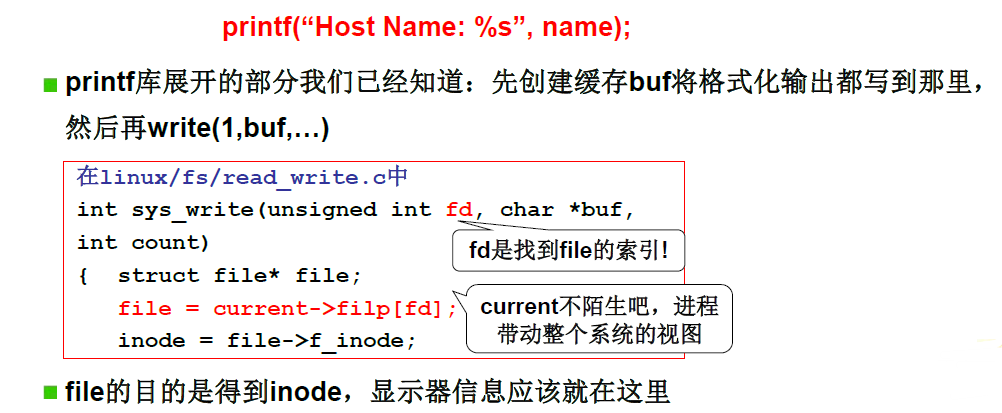 printf(“Host Name: %s”, name);
printf库展开的部分我们已经知道：先创建缓存buf将格式化输出都写到那里，
然后再write(1,buf,…)
在linux/fs/read_write.c中
int sys_write(unsigned int fd, char *buf,
int count)
fd是找到file的索引!
{ struct file* file;
file = current->filp[fd];
current不陌生吧，进程
带动整个系统的视图
inode = file->f_inode;
file的目的是得到inode，显示器信息应该就在这里